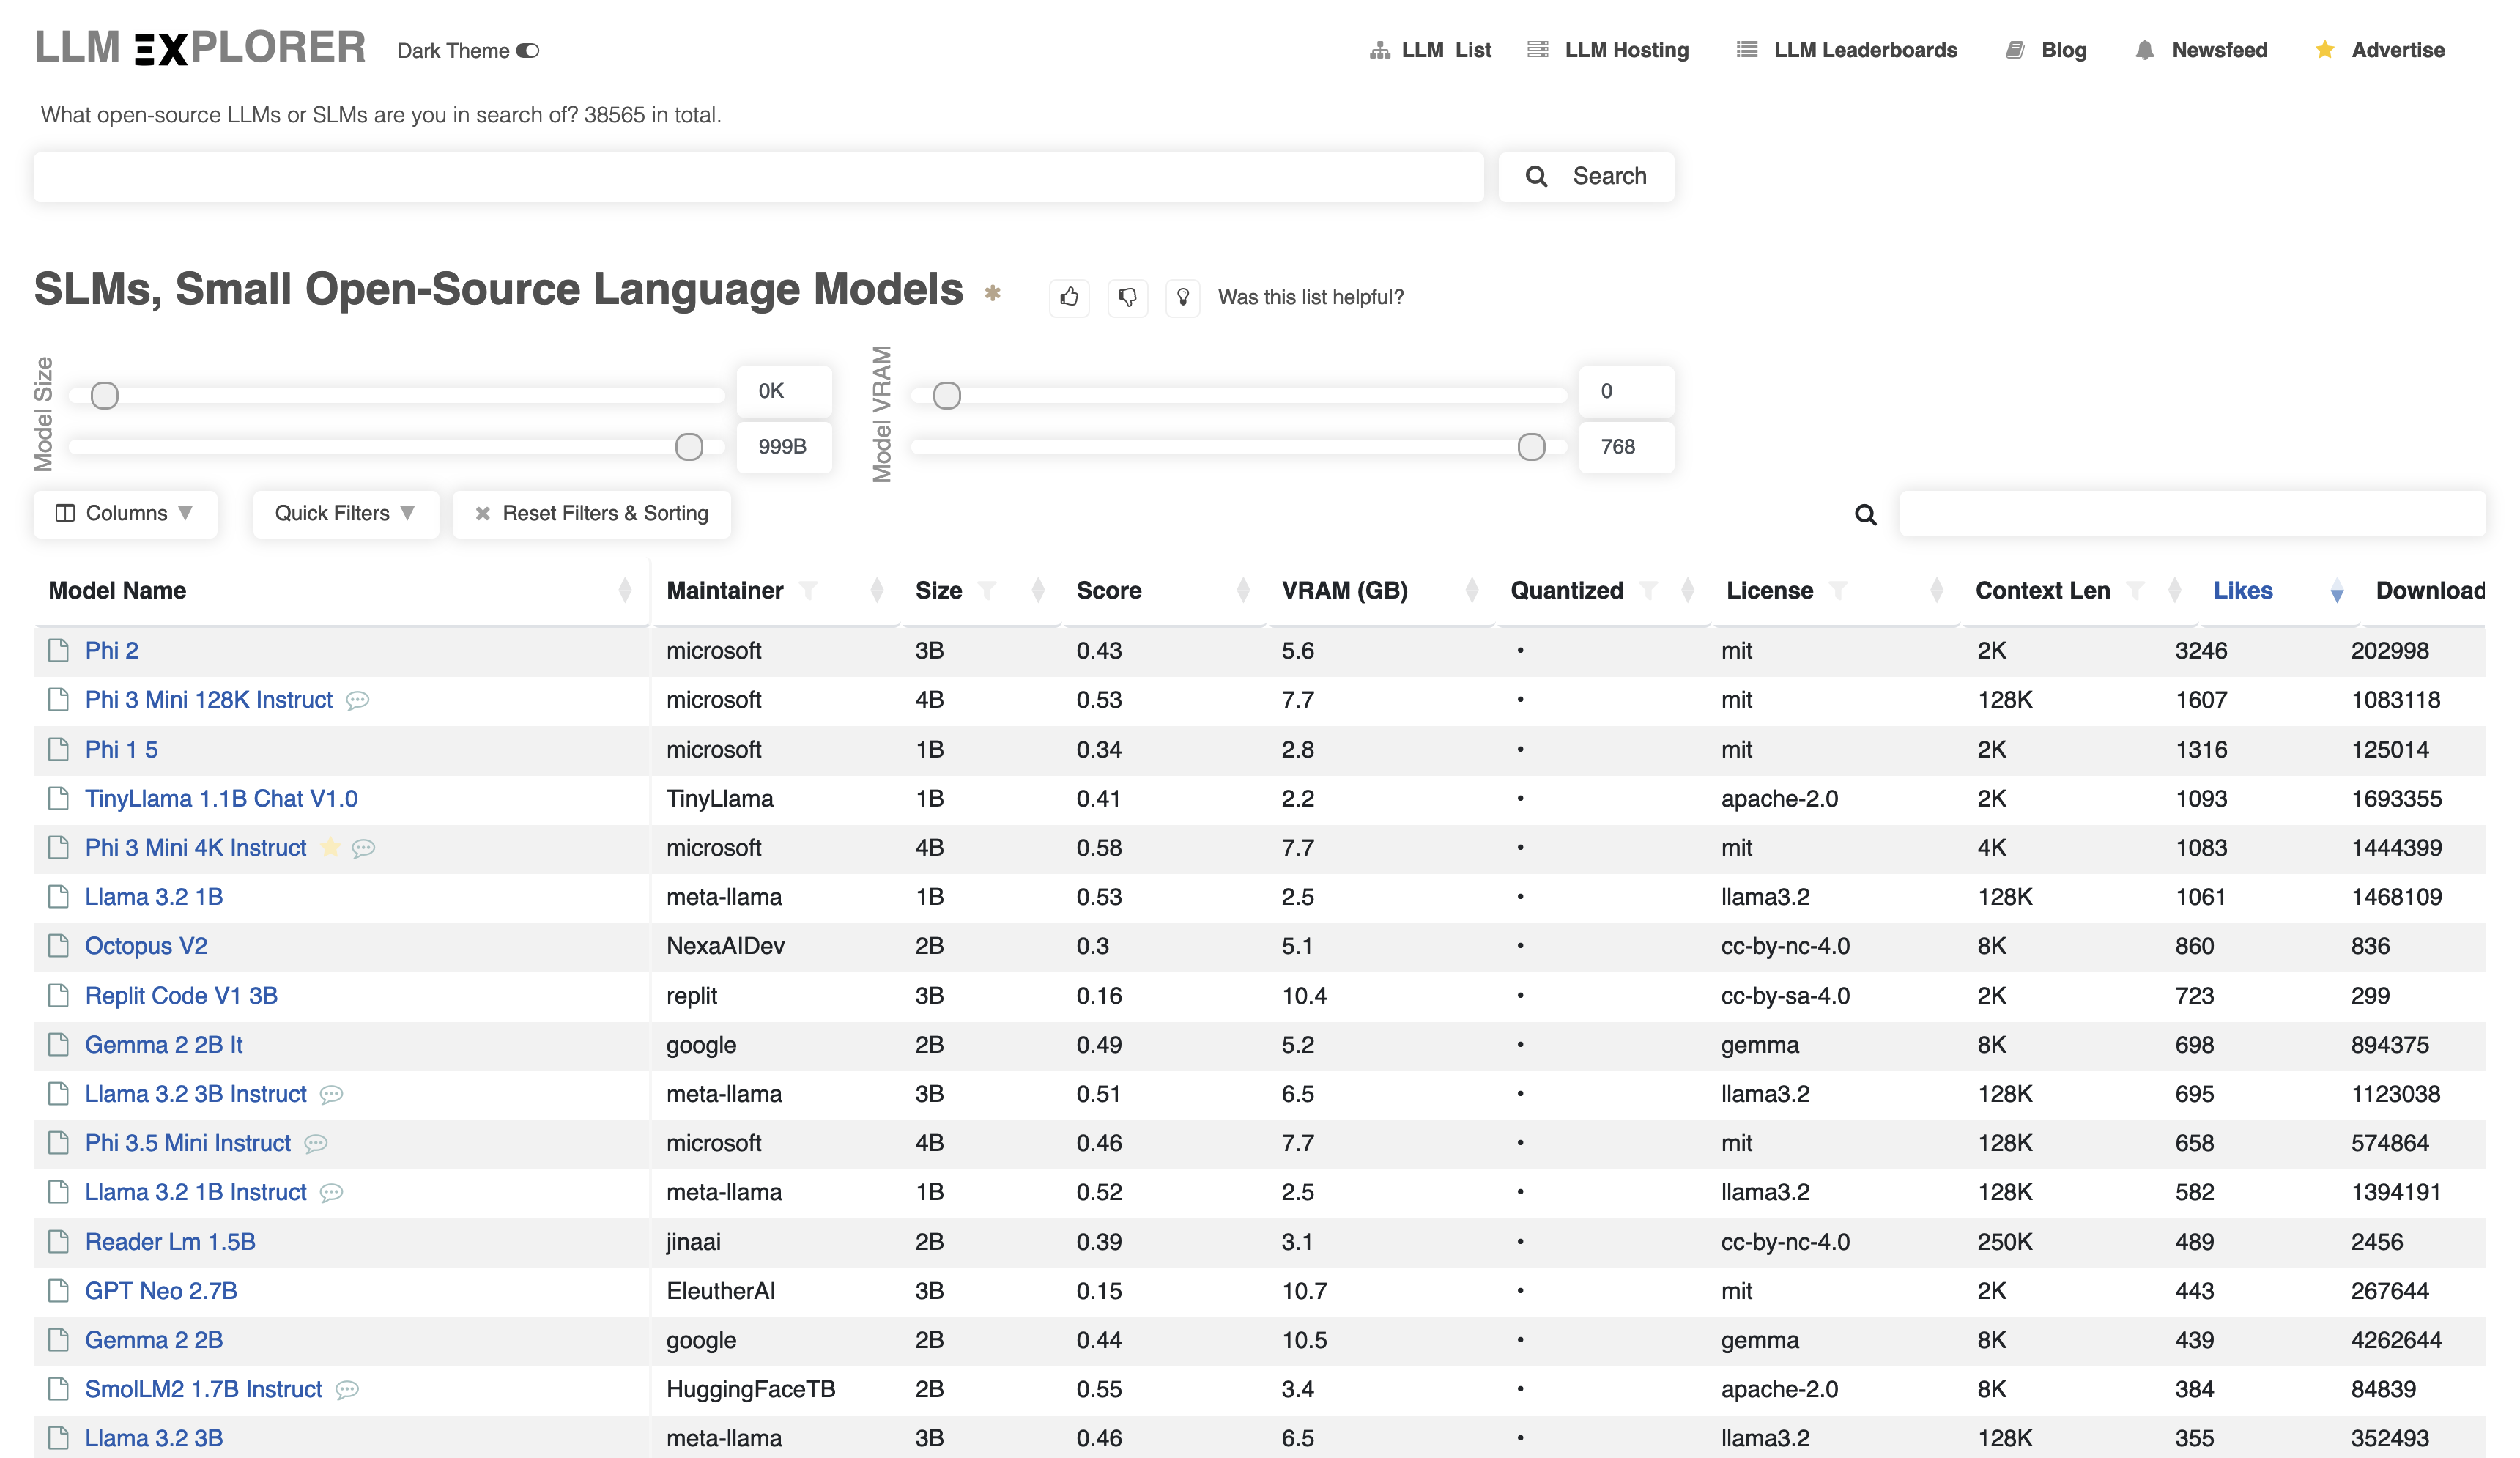 LLM EXPLORER Dark Theme LLM List LLM Hosting LLM Leaderboards Blog Newsfeed Advertise
What open-source LLMs or SLMs are you in search of? 38565 in total.
Search
SLMs, Small Open-Source Language Models * Was this list helpful?
Model Size 0K Model VRAM 0
999B 768
Columns ▼ Quick Filters ▼ Reset Filters & Sorting
Model Name Maintainer Size Score VRAM (GB) Quantized License Context Len Likes Download
Phi 2 microsoft 3B 0.43 5.6 • mit 2K 3246 202998
Phi 3 Mini 128K Instruct microsoft 4B 0.53 7.7 • mit 128K 1607 1083118
Phi 1 5 microsoft 1B 0.34 2.8 • mit 2K 1316 125014
TinyLlama 1.1B Chat V1.0 TinyLlama 1B 0.41 2.2 • apache-2.0 2K 1093 1693355
Phi 3 Mini 4K Instruct microsoft 4B 0.58 7.7 • mit 4K 1083 1444399
Llama 3.2 1B meta-llama 1B 0.53 2.5 • llama3.2 128K 1061 1468109
Octopus V2 NexaAIDev 2B 0.3 5.1 • cc-by-nc-4.0 8K 860 836
Replit Code V1 3B replit 3B 0.16 10.4 • cc-by-sa-4.0 2K 723 299
Gemma 2 2B It google 2B 0.49 5.2 • gemma 8K 698 894375
Llama 3.2 3B Instruct meta-llama 3B 0.51 6.5 • llama3.2 128K 695 1123038
Phi 3.5 Mini Instruct microsoft 4B 0.46 7.7 • mit 128K 658 574864
Llama 3.2 1B Instruct meta-llama 1B 0.52 2.5 • llama3.2 128K 582 1394191
Reader Lm 1.5B jinaai 2B 0.39 3.1 • cc-by-nc-4.0 250K 489 2456
GPT Neo 2.7B EleutherAI 3B 0.15 10.7 • mit 2K 443 267644
Gemma 2 2B google 2B 0.44 10.5 • gemma 8K 439 4262644
SmolLM2 1.7B Instruct HuggingFaceTB 2B 0.55 3.4 • apache-2.0 8K 384 84839
Llama 3.2 3B meta-llama 3B 0.46 6.5 • llama3.2 128K 355 352493